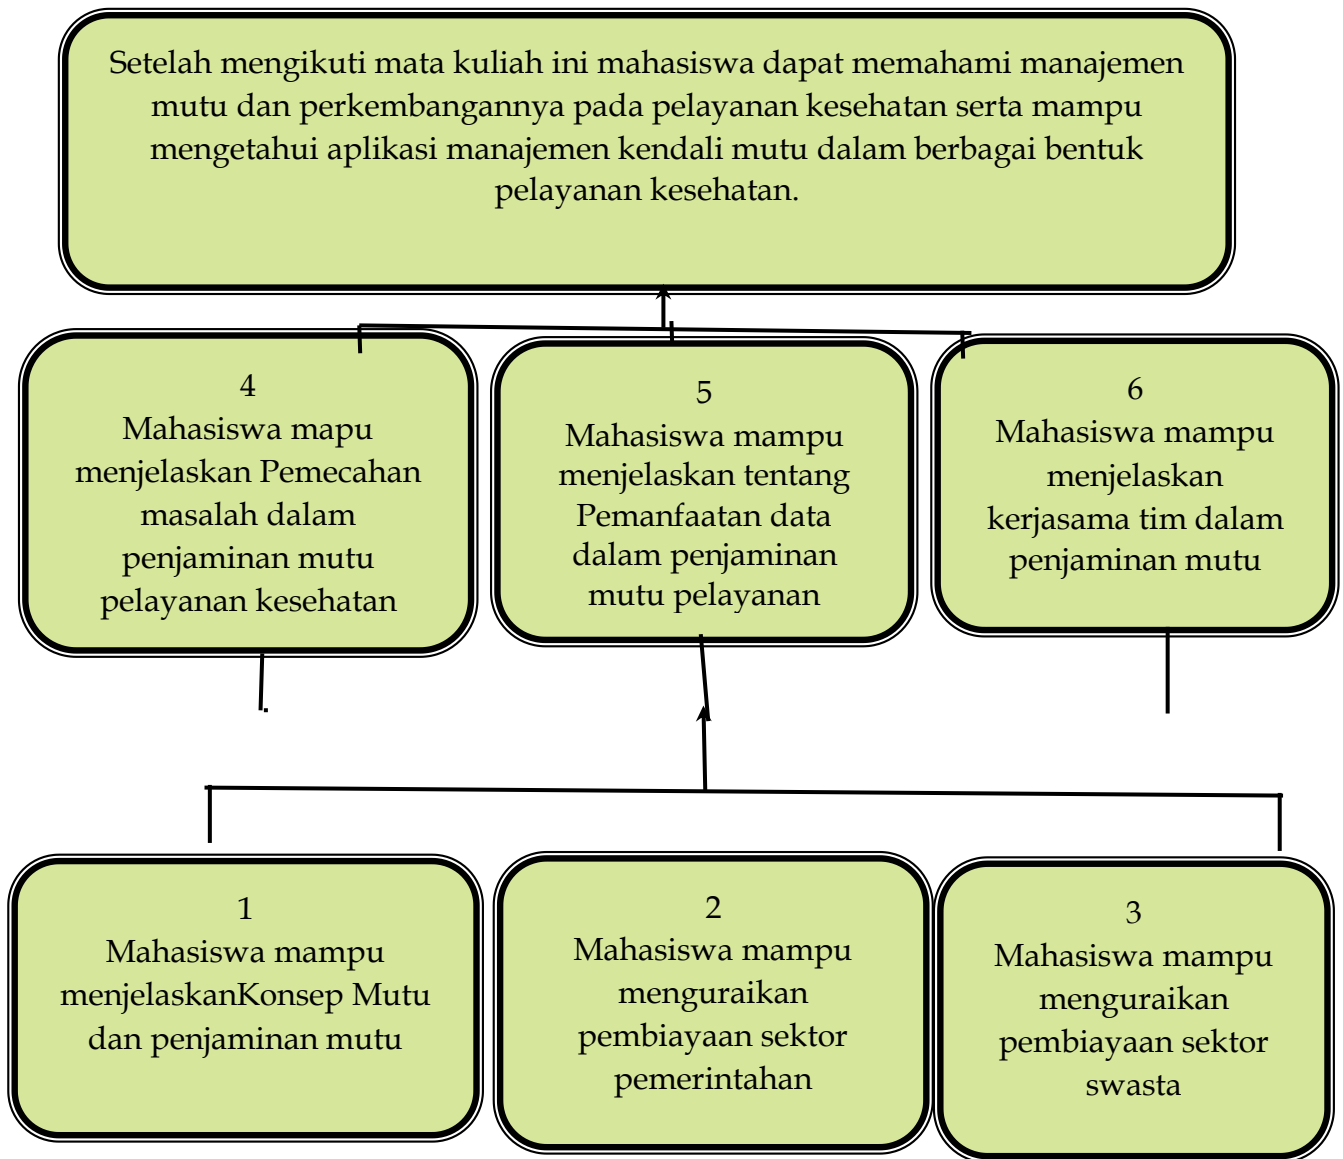 Setelah mengikuti mata kuliah ini mahasiswa dapat memahami manajemen
mutu dan perkembangannya pada pelayanan kesehatan serta mampu
mengetahui aplikasi manajemen kendali mutu dalam berbagai bentuk
pelayanan kesehatan.
4
Mahasiswa mapu
menjelaskan Pemecahan
masalah dalam
penjaminan mutu
pelayanan kesehatan
5
Mahasiswa mampu
menjelaskan tentang
Pemanfaatan data
dalam penjaminan
mutu pelayanan
6
Mahasiswa mampu
menjelaskan
kerjasama tim dalam
penjaminan mutu
1
Mahasiswa mampu
menjelaskanKonsep Mutu
dan penjaminan mutu
2
Mahasiswa mampu
menguraikan
pembiayaan sektor
pemerintahan
3
Mahasiswa mampu
menguraikan
pembiayaan sektor
swasta